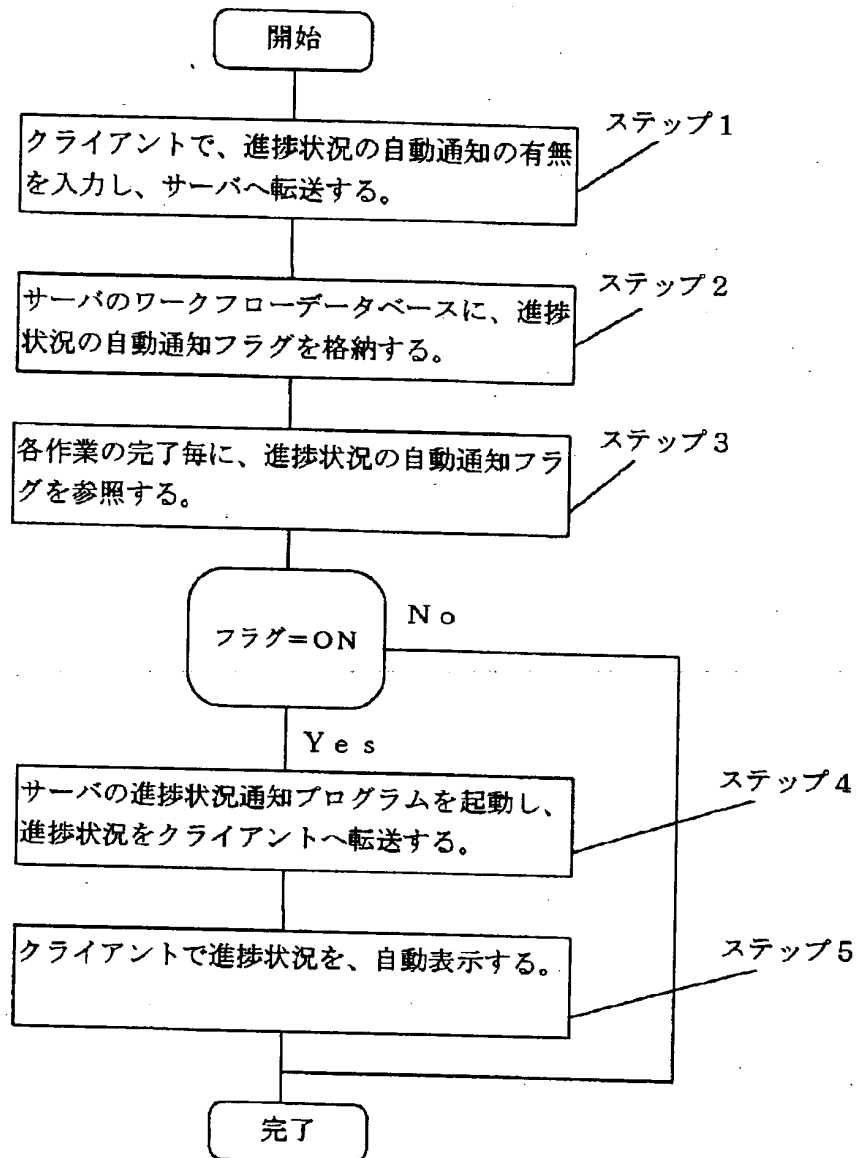 開始
ステップ1
クライアントで、進捗状況の自動通知の有無
を入力し、サーバへ転送する。
ステップ2
サーバのワークフローデータベースに、進捗
状況の自動通知フラグを格納する。
ステップ3
各作業の完了毎に、進捗状況の自動通知フラ
グを参照する。
フラグ=ON
No
Yes
ステップ4
サーバの進捗状況通知プログラムを起動し、
進捗状況をクライアントへ転送する。
ステップ5
クライアントで進捗状況を、自動表示する。
完了